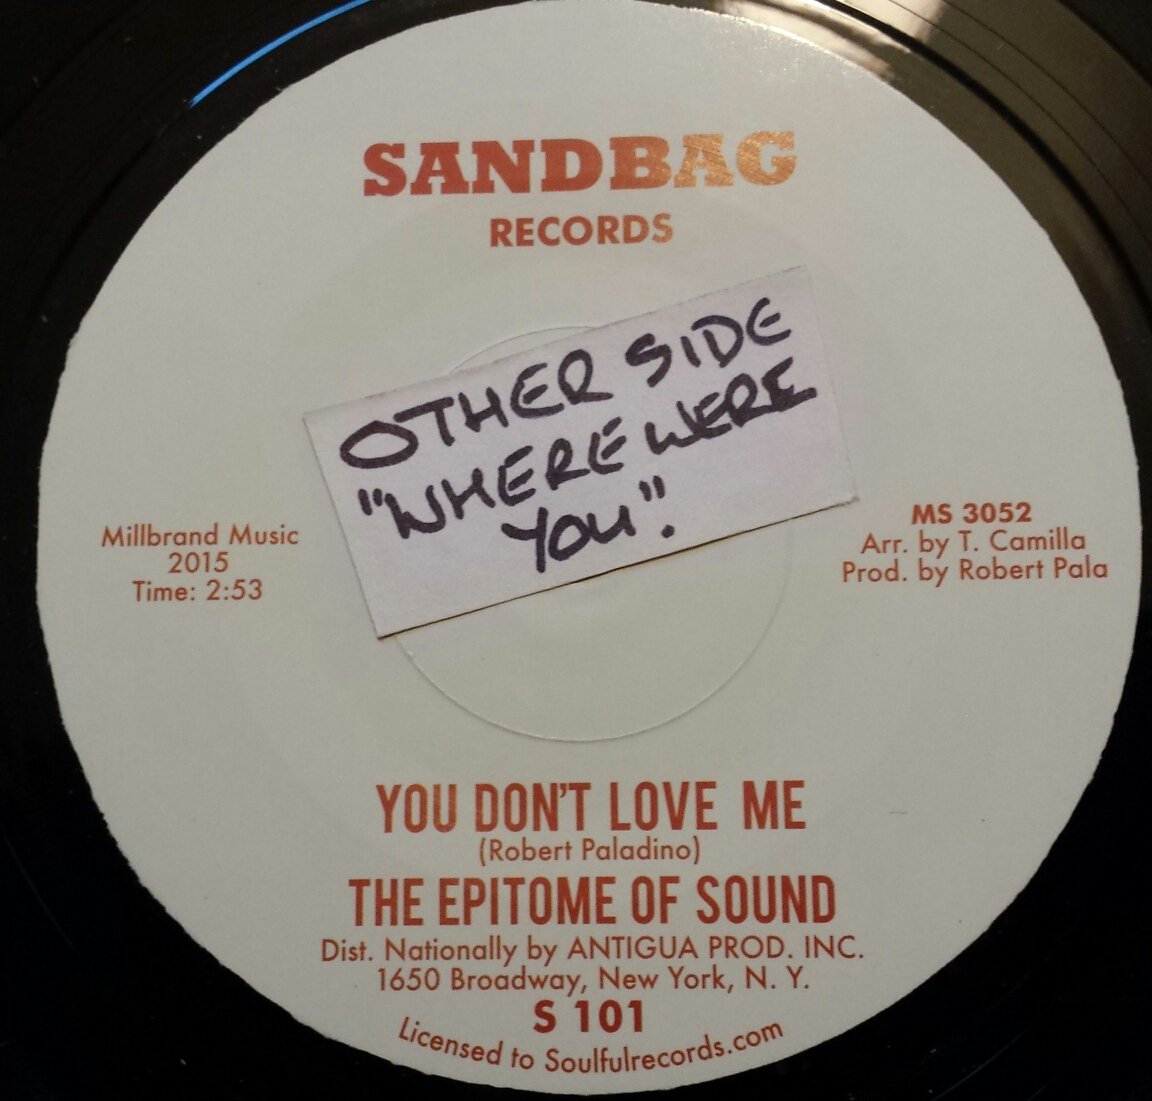 SANDBAG
RECORDS
OTHER SIDE
"WHERE WERE
YOU".
Millbrand Music
2015
Time: 2:53
MS 3052
Arr. by T. Camilla
Prod. by Robert Pala
YOU DON'T LOVE ME
(Robert Paladino)
THE EPITOME OF SOUND
Dist. Nationally by ANTIGUA PROD. INC.
1650 Broadway, New York, N. Y.
S 101
Licensed to Soulfulrecords.com